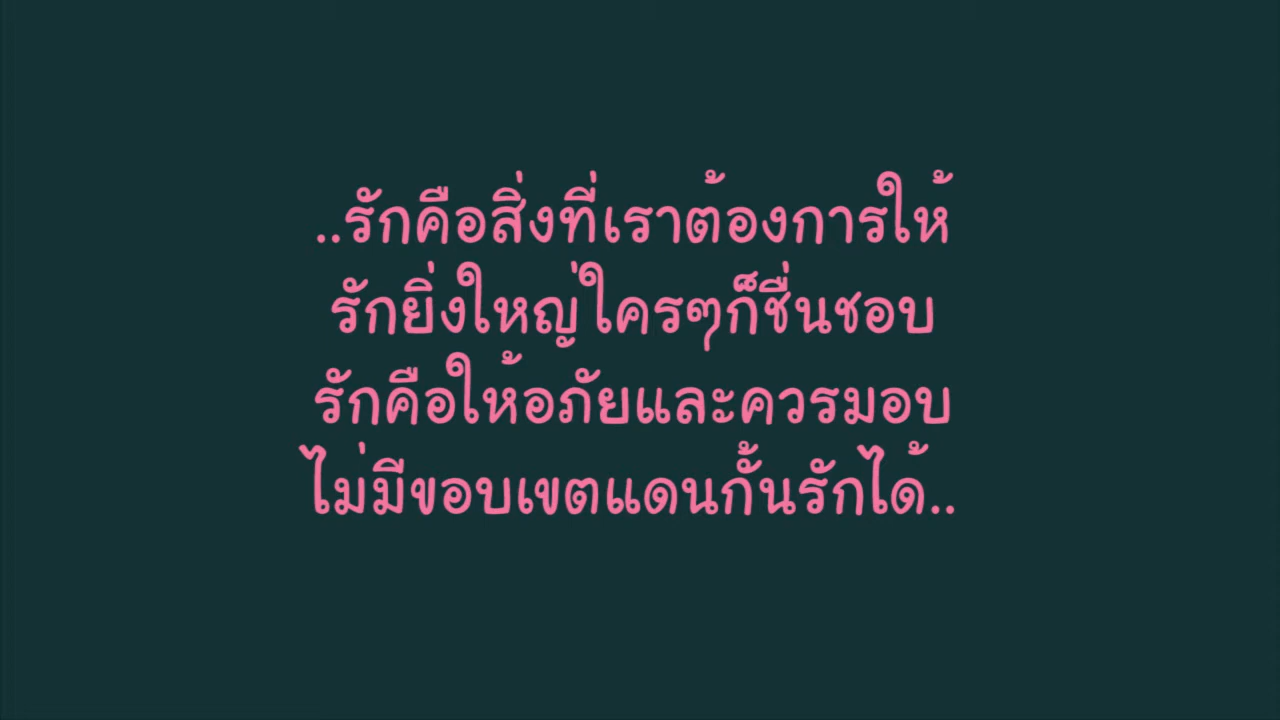 ..รักคือสิ่งที่เราต้องการให้
รักยิ่งใหญ่ใครๆก็ชื่นชอบ
รักคือให้อภัยและควรมอบ
ไม่มีขอบเขตแดนกั้นรักได้..